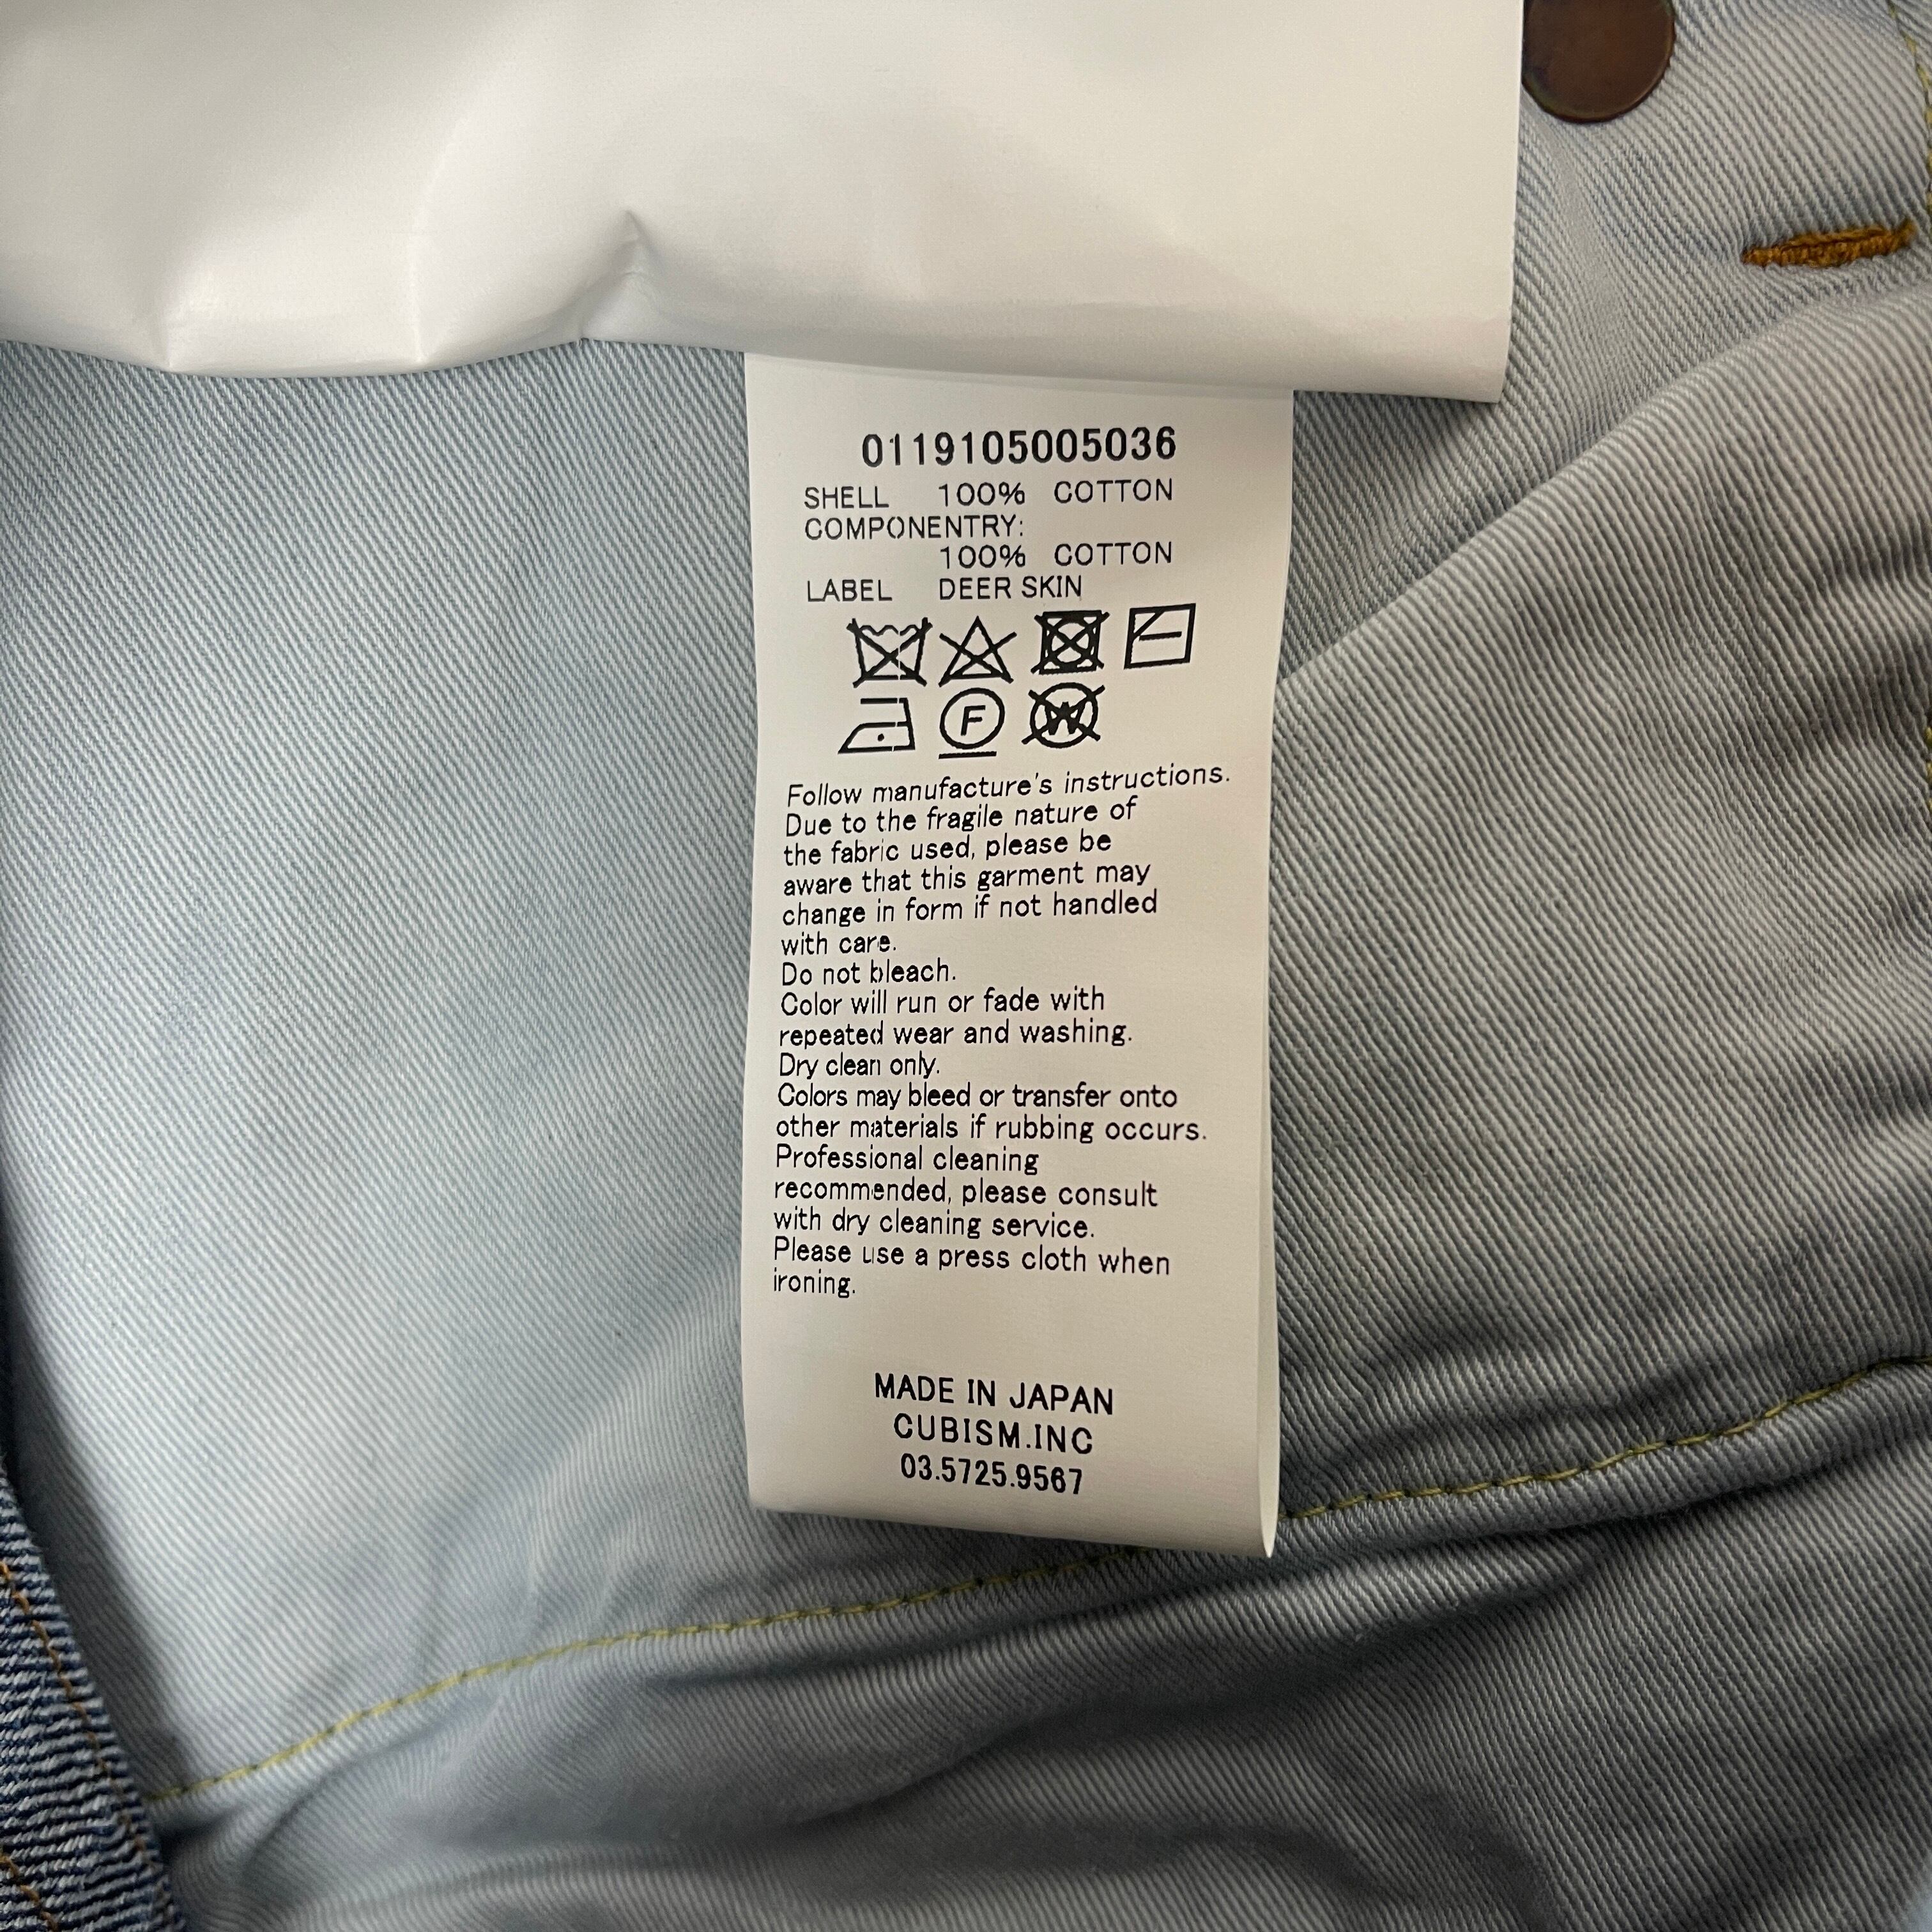 0119105005036
SHELL 100% COTTON
COMPONENTRY:
100% COTTON
LABEL DEER SKIN
F W
Follow manufacture's instructions.
Due to the fragile nature of
the fabric used, please be
aware that this garment may
change in form if not handled
with care.
Do not bleach.
Color will run or fade with
repeated wear and washing.
Dry clean only.
Colors may bleed or transfer onto
other materials if rubbing occurs.
Professional cleaning
recommended, please consult
with dry cleaning service.
Please use a press cloth when
ironing.
MADE IN JAPAN
CUBISM.INC
03.5725.9567